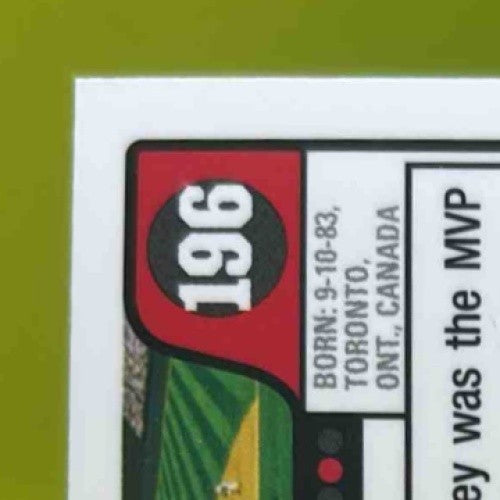 196
BORN: 9-10-83,
TORONTO,
ONT., CANADA
ey was the MVP